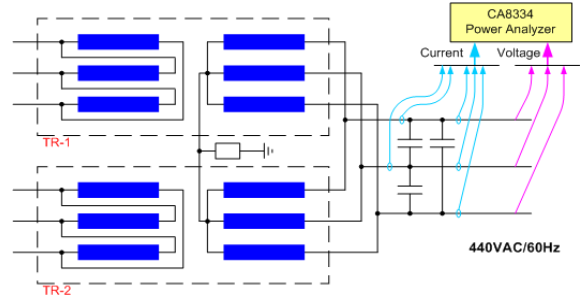 CA8334
Power Analyzer
Current
Voltage
TR-1
440VAC/60Hz
TR-2